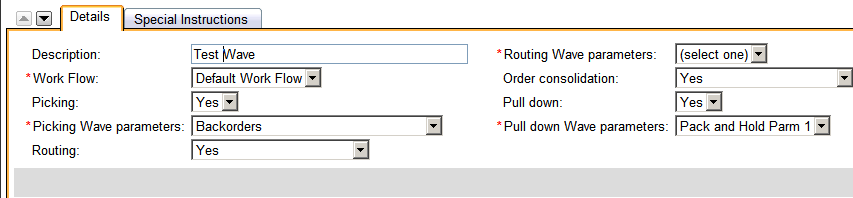 Details Special Instructions
Description: Test Wave *Routing Wave parameters: (select one)
*Work Flow: Default Work Flow Order consolidation: Yes
Picking: Yes Pull down: Yes
*Picking Wave parameters: Backorders *Pull down Wave parameters: Pack and Hold Parm 1
Routing: Yes